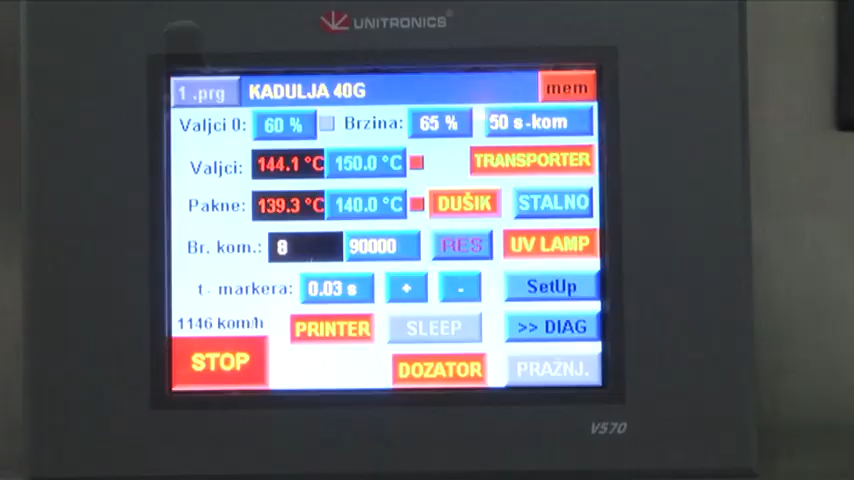 UNITRONICS®
1 .prg KADULJA 40G mem
Valjci 0: 60 % Brzina: 65 % 50 s-kom
Valjci: 144.1 °C 150.0 °C TRANSPORTER
Pakne: 139.3 °C 140.0 °C DUŠIK STALNO
Br. kom.: 8 90000 RES UV LAMP
t- markera: 0.03 s + - SetUp
1146 kom/h PRINTER SLEEP >> DIAG
STOP DOZATOR PRAŽNJ.
V570